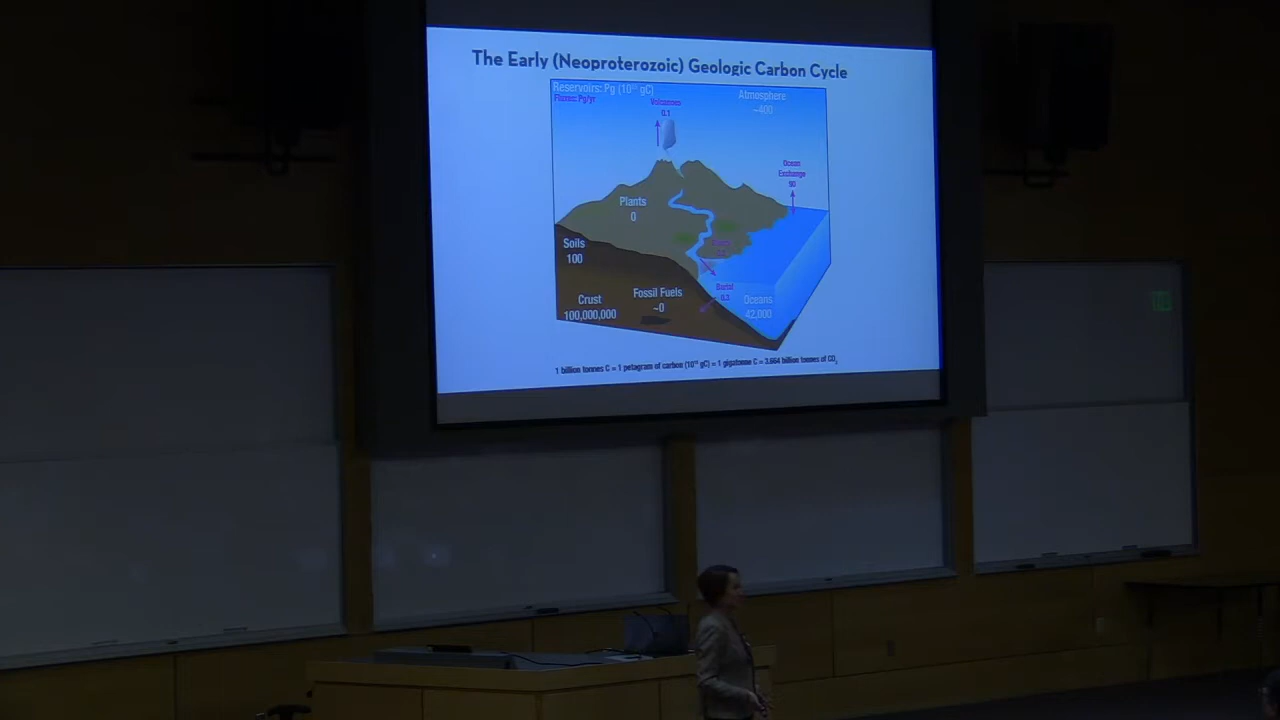 The Early (Neoproterozoic) Geologic Carbon Cycle
Reservoirs: Pg (10¹⁵ gC)
Fluxes: Pg/yr
Volcanoes
0.1
Atmosphere
~400
Ocean
Exchange
90
Plants
0
Soils
100
Burial
Crust
100,000,000
Fossil Fuels
~0
Oceans
42,000
1 billion tonnes C = 1 petagram of carbon (10¹⁵ gC) = 1 gigatonne C = 3.664 billion tonnes of CO₂